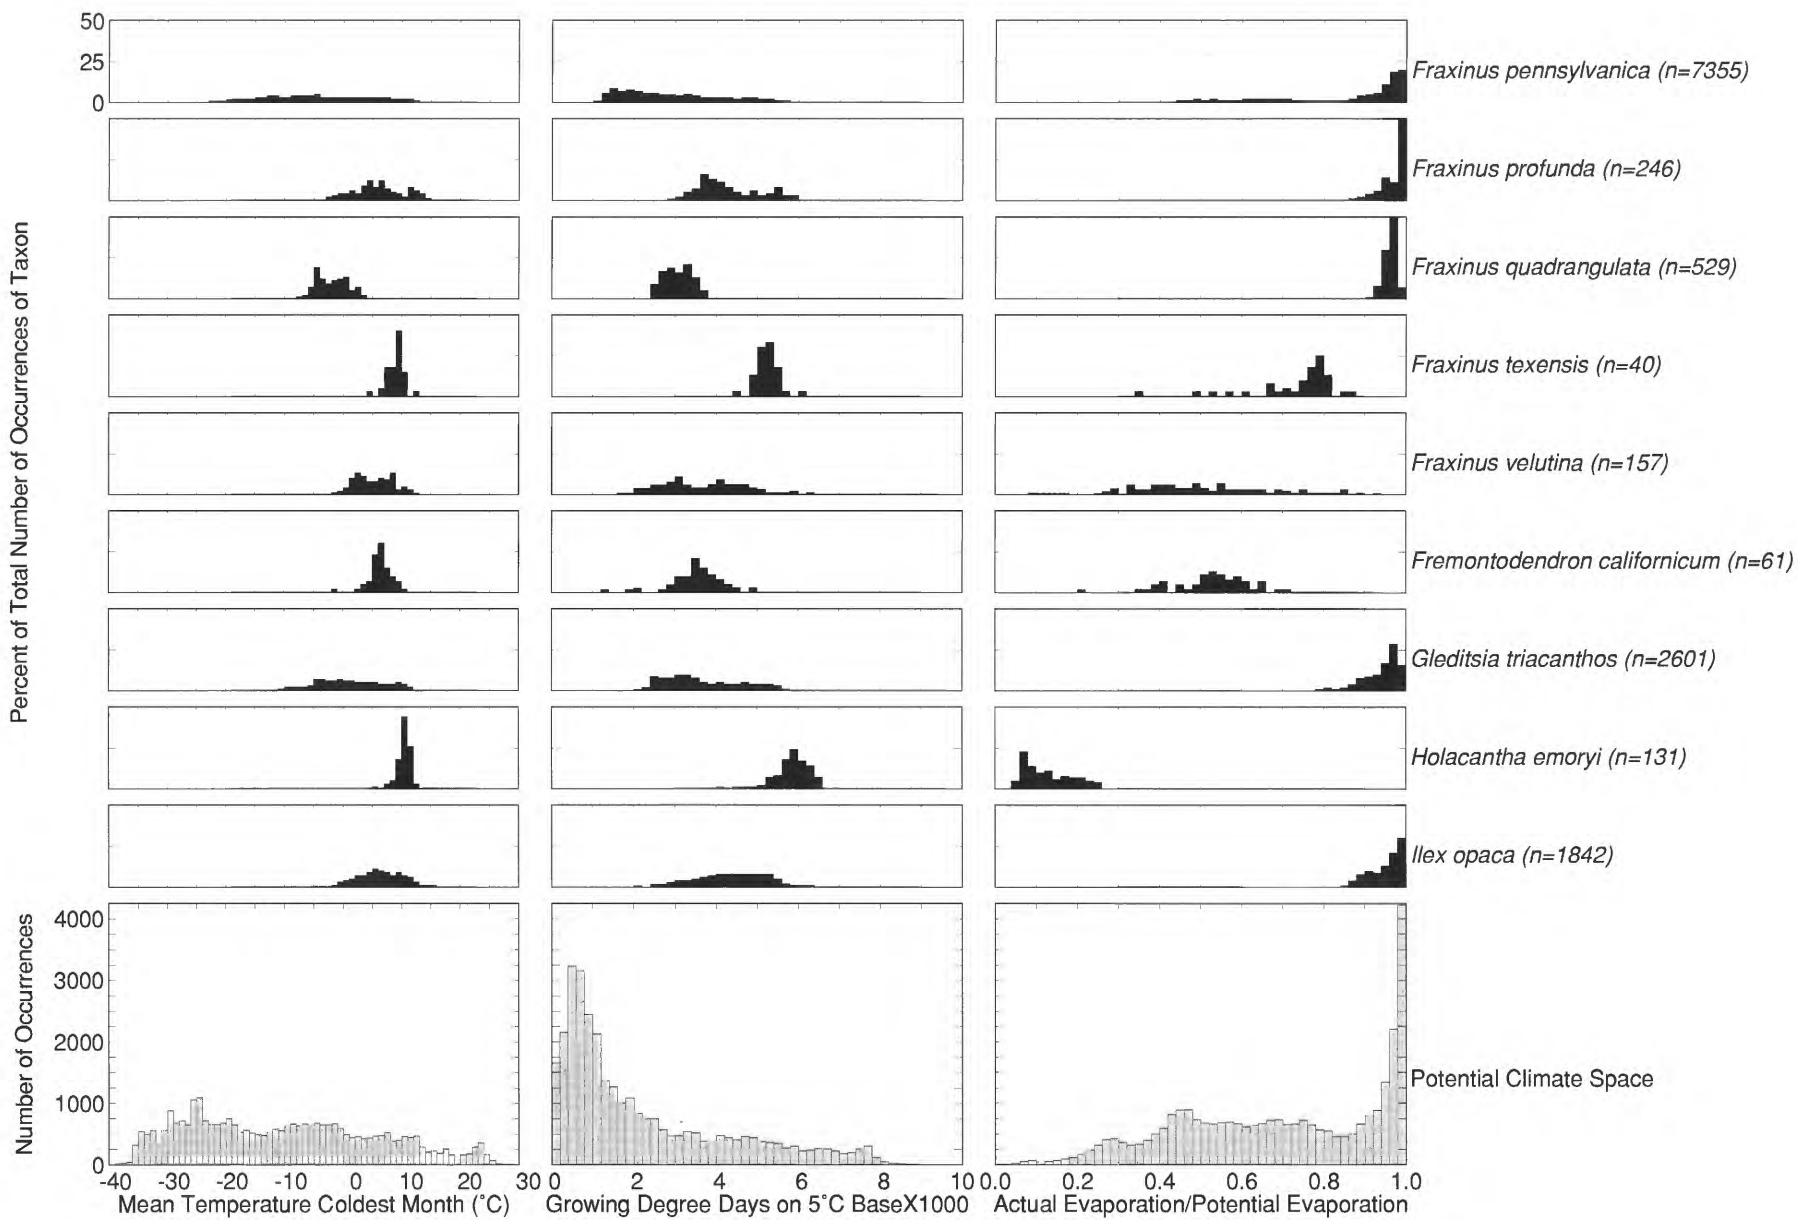 50
25
0
Fraxinus pennsylvanica (n=7355)
Fraxinus profunda (n=246)
Fraxinus quadrangulata (n=529)
Fraxinus texensis (n=40)
Fraxinus velutina (n=157)
Fremontodendron californicum (n=61)
Gleditsia triacanthos (n=2601)
Holacantha emoryi (n=131)
Ilex opaca (n=1842)
Percent of Total Number of Occurrences of Taxon
4000
3000
2000
1000
0
Number of Occurrences
Potential Climate Space
-40 -30 -20 -10 0 10 20 30
Mean Temperature Coldest Month (°C)
0 2 4 6 8 10
Growing Degree Days on 5°C BaseX1000
0.0 0.2 0.4 0.6 0.8 1.0
Actual Evaporation/Potential Evaporation